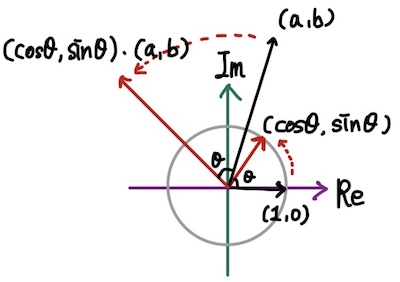 (a,b)
(cosθ, sinθ)·(a,b)
Im
(cosθ, sinθ)
θ
θ
Re
(1,0)